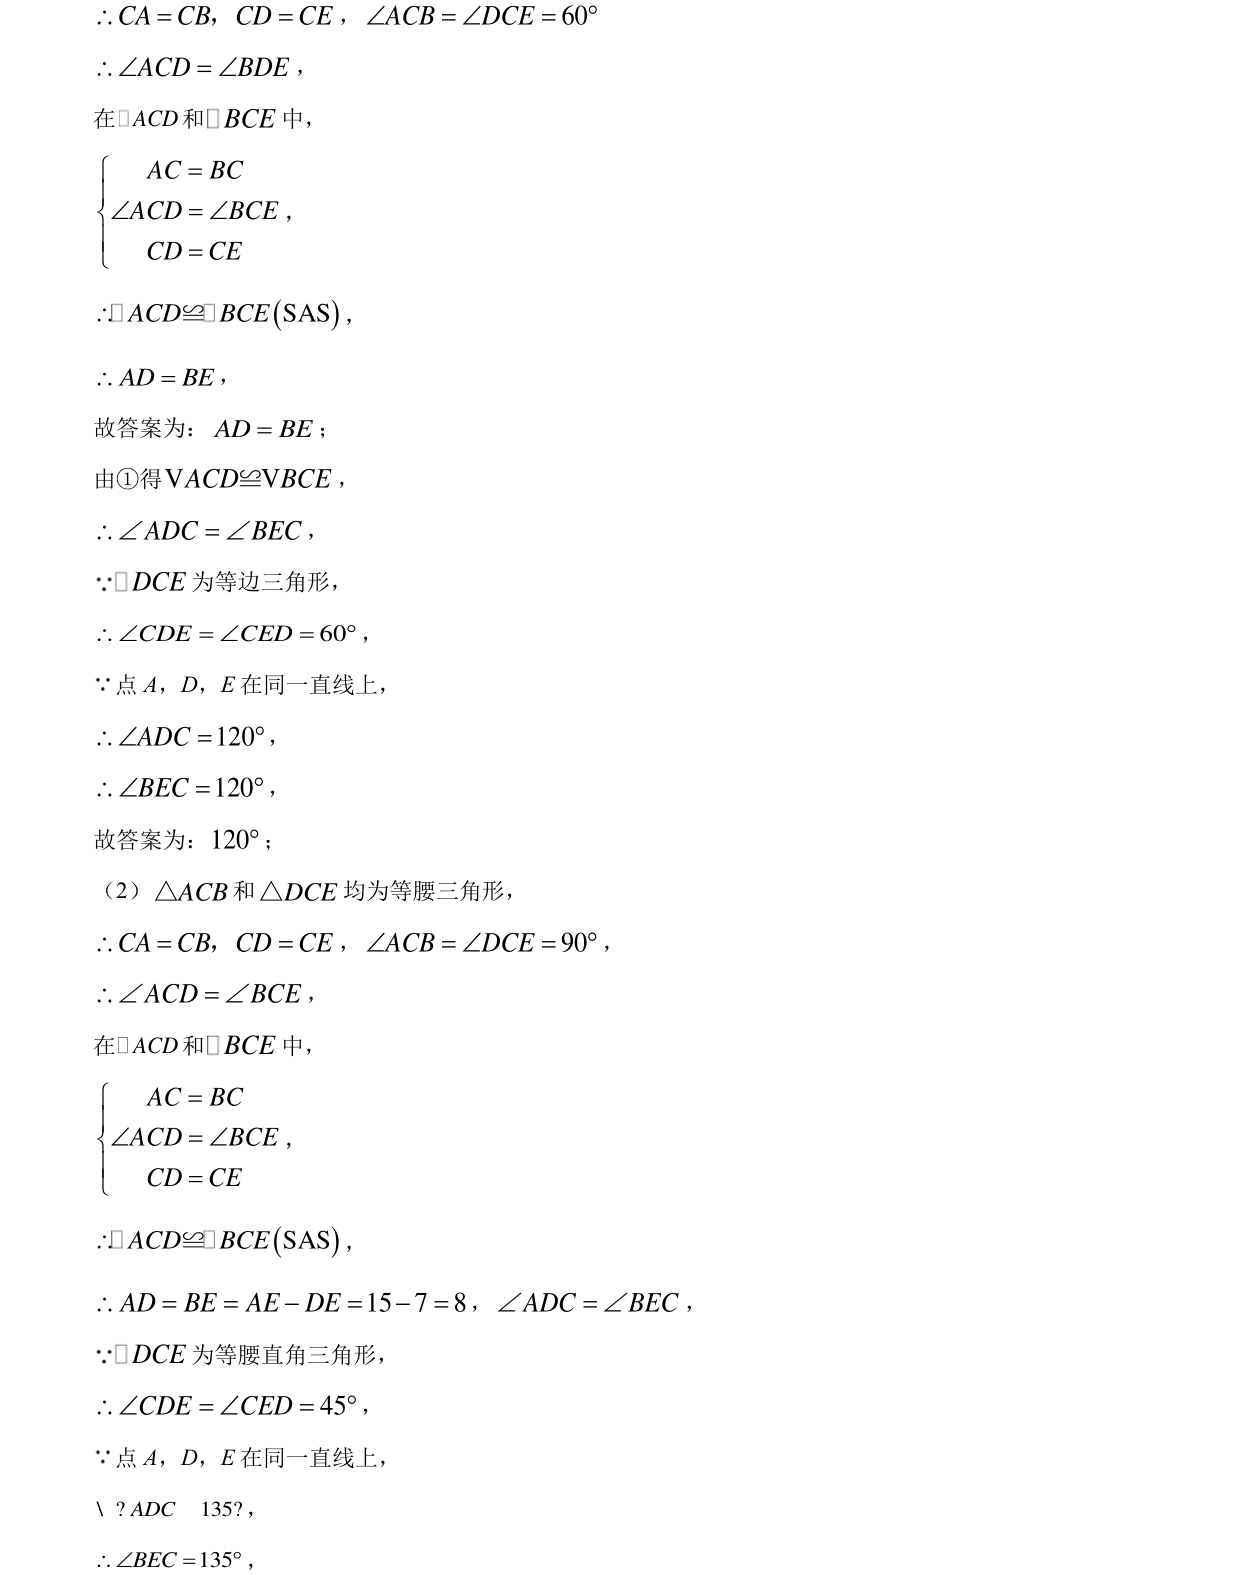 ∴CA=CB，CD=CE，∠ACB=∠DCE=60°
∴∠ACD=∠BDE，
在□ACD和□BCE中，
AC=BC
∠ACD=∠BCE，
CD=CE
∴□ACD≌□BCE(SAS)，
∴AD=BE，
故答案为：AD=BE；
由①得VACD≌VBCE，
∴∠ADC=∠BEC，
∵□DCE为等边三角形，
∴∠CDE=∠CED=60°，
∵点A，D，E在同一直线上，
∴∠ADC=120°，
∴∠BEC=120°，
故答案为：120°；
（2）△ACB和△DCE均为等腰三角形，
∴CA=CB，CD=CE，∠ACB=∠DCE=90°，
∴∠ACD=∠BCE，
在□ACD和□BCE中，
AC=BC
∠ACD=∠BCE，
CD=CE
∴□ACD≌□BCE(SAS)，
∴AD=BE=AE−DE=15−7=8，∠ADC=∠BEC，
∵□DCE为等腰直角三角形，
∴∠CDE=∠CED=45°，
∵点A，D，E在同一直线上，
\ ?ADC 135?，
∴∠BEC=135°，